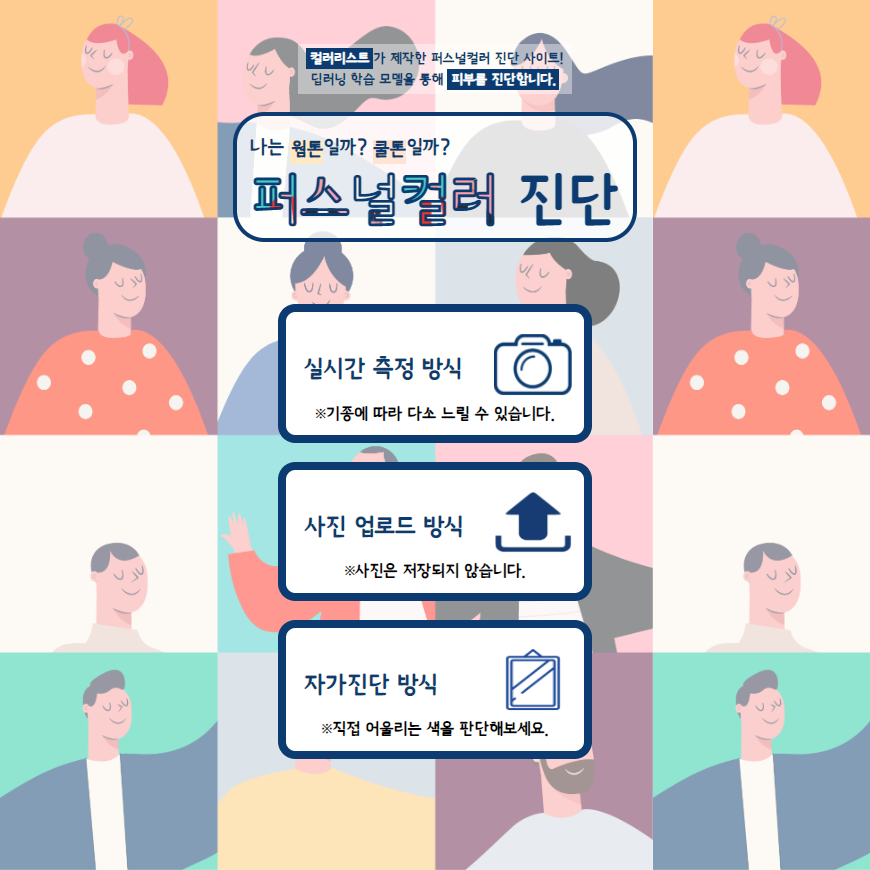 컬러리스트가 제작한 퍼스널컬러 진단 사이트!
딥러닝 학습 모델을 통해 피부를 진단합니다.
나는 웜톤일까? 쿨톤일까?
퍼스널컬러 진단
실시간 측정 방식
※기종에 따라 다소 느릴 수 있습니다.
사진 업로드 방식
※사진은 저장되지 않습니다.
자가진단 방식
※직접 어울리는 색을 판단해보세요.